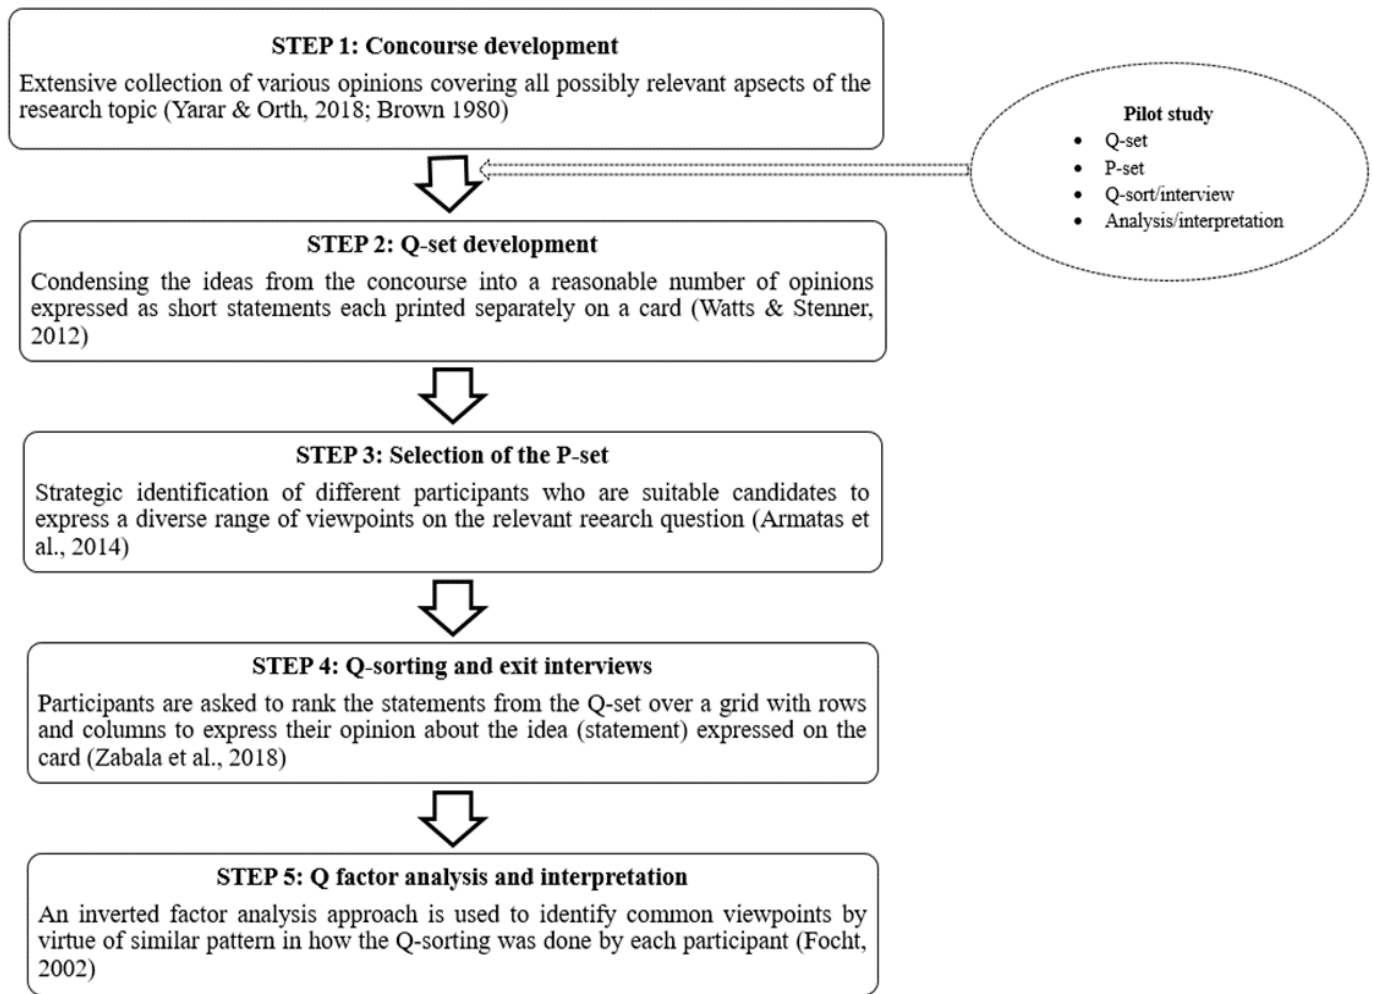 STEP 1: Concourse development
Extensive collection of various opinions covering all possibly relevant apsects of the
research topic (Yarar & Orth, 2018; Brown 1980)
Pilot study
• Q-set
• P-set
• Q-sort/interview
• Analysis/interpretation
STEP 2: Q-set development
Condensing the ideas from the concourse into a reasonable number of opinions
expressed as short statements each printed separately on a card (Watts & Stenner,
2012)
STEP 3: Selection of the P-set
Strategic identification of different participants who are suitable candidates to
express a diverse range of viewpoints on the relevant reearch question (Armatas et
al., 2014)
STEP 4: Q-sorting and exit interviews
Participants are asked to rank the statements from the Q-set over a grid with rows
and columns to express their opinion about the idea (statement) expressed on the
card (Zabala et al., 2018)
STEP 5: Q factor analysis and interpretation
An inverted factor analysis approach is used to identify common viewpoints by
virtue of similar pattern in how the Q-sorting was done by each participant (Focht,
2002)